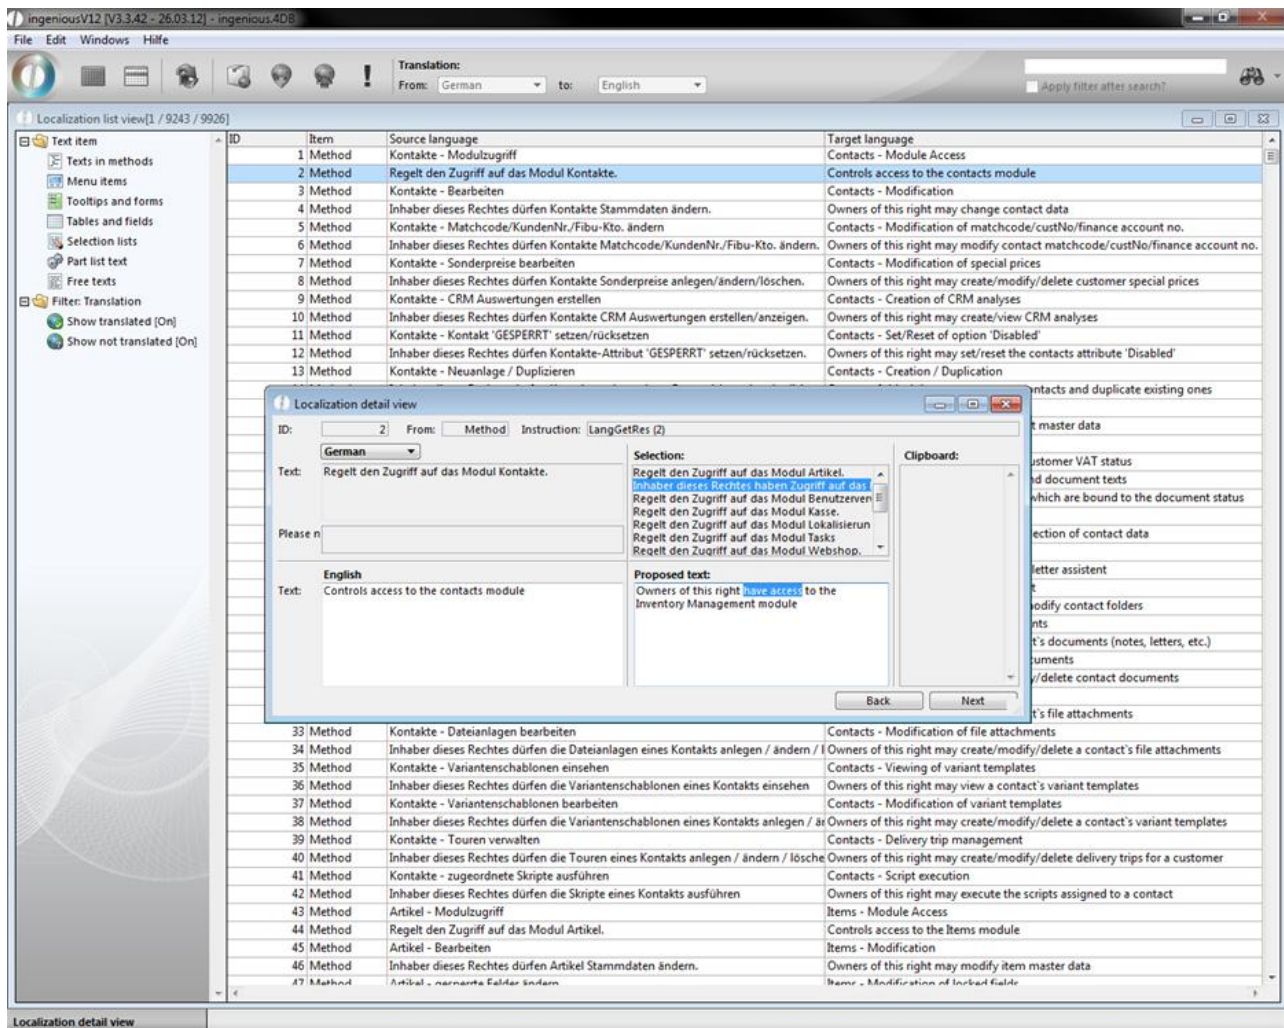 ingeniousV12 [V3.3.42 - 26.03.12] - ingenious.4DB
File Edit Windows Hilfe
Translation:
From: German to: English
Apply filter after search?
Localization list view[1 / 9243 / 9926]
Text item
Texts in methods
Menu items
Tooltips and forms
Tables and fields
Selection lists
Part list text
Free texts
Filter: Translation
Show translated [On]
Show not translated [On]
ID Item Source language Target language
1 Method Kontakte - Modulzugriff Contacts - Module Access
2 Method Regelt den Zugriff auf das Modul Kontakte. Controls access to the contacts module
3 Method Kontakte - Bearbeiten Contacts - Modification
4 Method Inhaber dieses Rechtes dürfen Kontakte Stammdaten ändern. Owners of this right may change contact data
5 Method Kontakte - Matchcode/KundenNr./Fibu-Kto. ändern Contacts - Modification of matchcode/custNo/finance account no.
6 Method Inhaber dieses Rechtes dürfen Kontakte Matchcode/KundenNr./Fibu-Kto. ändern. Owners of this right may modify contact matchcode/custNo/finance account no.
7 Method Kontakte - Sonderpreise bearbeiten Contacts - Modification of special prices
8 Method Inhaber dieses Rechtes dürfen Kontakte Sonderpreise anlegen/ändern/löschen. Owners of this right may create/modify/delete customer special prices
9 Method Kontakte - CRM Auswertungen erstellen Contacts - Creation of CRM analyses
10 Method Inhaber dieses Rechtes dürfen Kontakte CRM Auswertungen erstellen/anzeigen. Owners of this right may create/view CRM analyses
11 Method Kontakte - Kontakt 'GESPERRT' setzen/rücksetzen Contacts - Set/Reset of option 'Disabled'
12 Method Inhaber dieses Rechtes dürfen Kontakte-Attribut 'GESPERRT' setzen/rücksetzen. Owners of this right may set/reset the contacts attribute 'Disabled'
13 Method Kontakte - Neuanlage / Duplizieren Contacts - Creation / Duplication
ontacts and duplicate existing ones
t master data
ustomer VAT status
nd document texts
which are bound to the document status
ection of contact data
letter assistent
t
odify contact folders
nts
t's documents (notes, letters, etc.)
uments
y/delete contact documents
t's file attachments
Localization detail view
ID: 2 From: Method Instruction: LangGetRes (2)
German
Text: Regelt den Zugriff auf das Modul Kontakte.
Please n
Selection:
Regelt den Zugriff auf das Modul Artikel.
Inhaber dieses Rechtes haben Zugriff auf das
Regelt den Zugriff auf das Modul Benutzerverv
Regelt den Zugriff auf das Modul Kasse.
Regelt den Zugriff auf das Modul Lokalisierun
Regelt den Zugriff auf das Modul Tasks
Regelt den Zugriff auf das Modul Webshop.
Clipboard:
English
Text: Controls access to the contacts module
Proposed text:
Owners of this right have access to the
Inventory Management module
Back Next
33 Method Kontakte - Dateianlagen bearbeiten Contacts - Modification of file attachments
34 Method Inhaber dieses Rechtes dürfen die Dateianlagen eines Kontakts anlegen / ändern / l Owners of this right may create/modify/delete a contact's file attachments
35 Method Kontakte - Variantenschablonen einsehen Contacts - Viewing of variant templates
36 Method Inhaber dieses Rechtes dürfen die Variantenschablonen eines Kontakts einsehen Owners of this right may view a contact's variant templates
37 Method Kontakte - Variantenschablonen bearbeiten Contacts - Modification of variant templates
38 Method Inhaber dieses Rechtes dürfen die Variantenschablonen eines Kontakts anlegen / är Owners of this right may create/modify/delete a contact's variant templates
39 Method Kontakte - Touren verwalten Contacts - Delivery trip management
40 Method Inhaber dieses Rechtes dürfen die Touren eines Kontakts anlegen / ändern / lösche Owners of this right may create/modify/delete delivery trips for a customer
41 Method Kontakte - zugeordnete Skripte ausführen Contacts - Script execution
42 Method Inhaber dieses Rechtes dürfen die Skripte eines Kontakts ausführen Owners of this right may execute the scripts assigned to a contact
43 Method Artikel - Modulzugriff Items - Module Access
44 Method Regelt den Zugriff auf das Modul Artikel. Controls access to the Items module
45 Method Artikel - Bearbeiten Items - Modification
46 Method Inhaber dieses Rechtes dürfen Artikel Stammdaten ändern. Owners of this right may modify item master data
47 Method Artikel - gesperrte Felder ändern Items - Modification of locked fields
Localization detail view